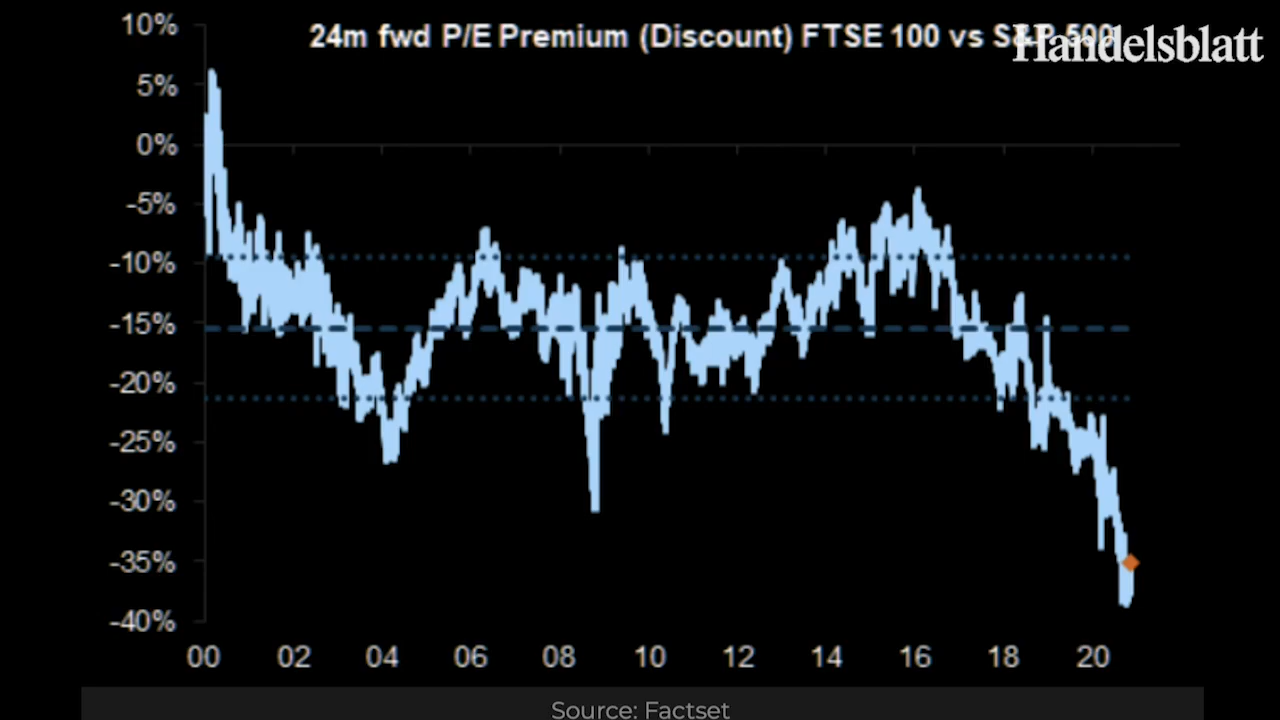 24m fwd P/E Premium (Discount) FTSE 100 vs S&P 500
Handelsblatt
10%
5%
0%
-5%
-10%
-15%
-20%
-25%
-30%
-35%
-40%
00 02 04 06 08 10 12 14 16 18 20
Source: Factset